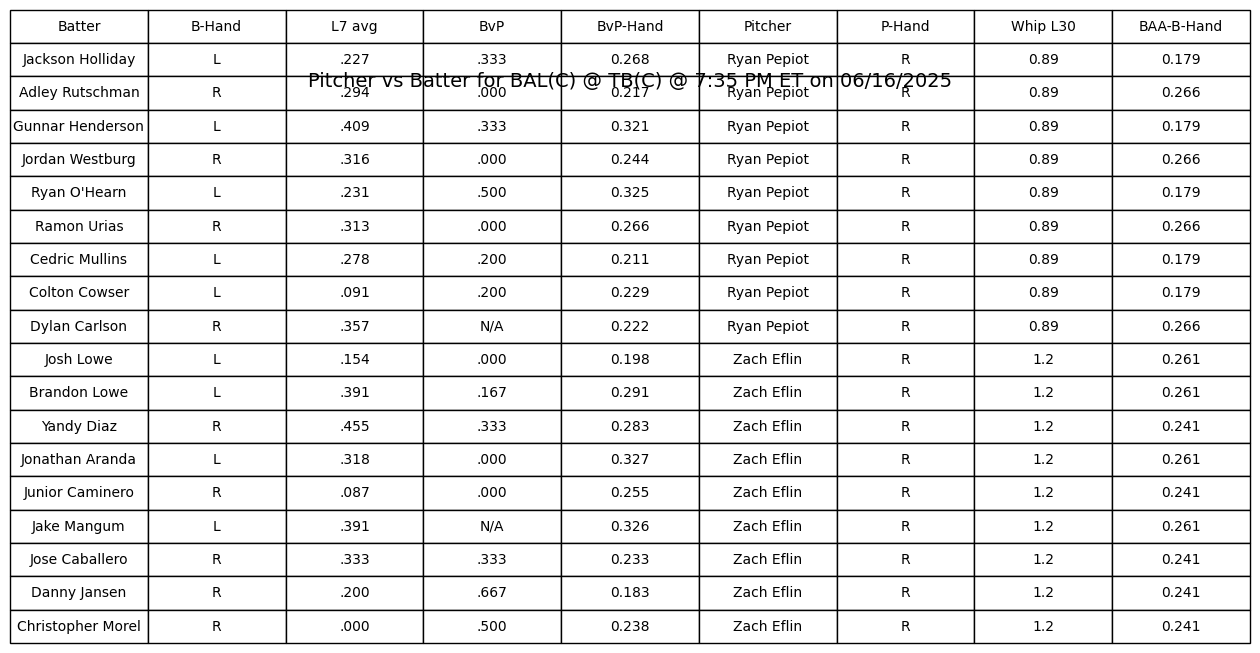 Batter B-Hand L7 avg BvP BvP-Hand Pitcher P-Hand Whip L30 BAA-B-Hand
Jackson Holliday L .227 .333 0.268 Ryan Pepiot R 0.89 0.179
Pitcher vs Batter for BAL(C) @ TB(C) @ 7:35 PM ET on 06/16/2025
Adley Rutschman R .294 .000 0.217 Ryan Pepiot R 0.89 0.266
Gunnar Henderson L .409 .333 0.321 Ryan Pepiot R 0.89 0.179
Jordan Westburg R .316 .000 0.244 Ryan Pepiot R 0.89 0.266
Ryan O'Hearn L .231 .500 0.325 Ryan Pepiot R 0.89 0.179
Ramon Urias R .313 .000 0.266 Ryan Pepiot R 0.89 0.266
Cedric Mullins L .278 .200 0.211 Ryan Pepiot R 0.89 0.179
Colton Cowser L .091 .200 0.229 Ryan Pepiot R 0.89 0.179
Dylan Carlson R .357 N/A 0.222 Ryan Pepiot R 0.89 0.266
Josh Lowe L .154 .000 0.198 Zach Eflin R 1.2 0.261
Brandon Lowe L .391 .167 0.291 Zach Eflin R 1.2 0.261
Yandy Diaz R .455 .333 0.283 Zach Eflin R 1.2 0.241
Jonathan Aranda L .318 .000 0.327 Zach Eflin R 1.2 0.261
Junior Caminero R .087 .000 0.255 Zach Eflin R 1.2 0.241
Jake Mangum L .391 N/A 0.326 Zach Eflin R 1.2 0.261
Jose Caballero R .333 .333 0.233 Zach Eflin R 1.2 0.241
Danny Jansen R .200 .667 0.183 Zach Eflin R 1.2 0.241
Christopher Morel R .000 .500 0.238 Zach Eflin R 1.2 0.241